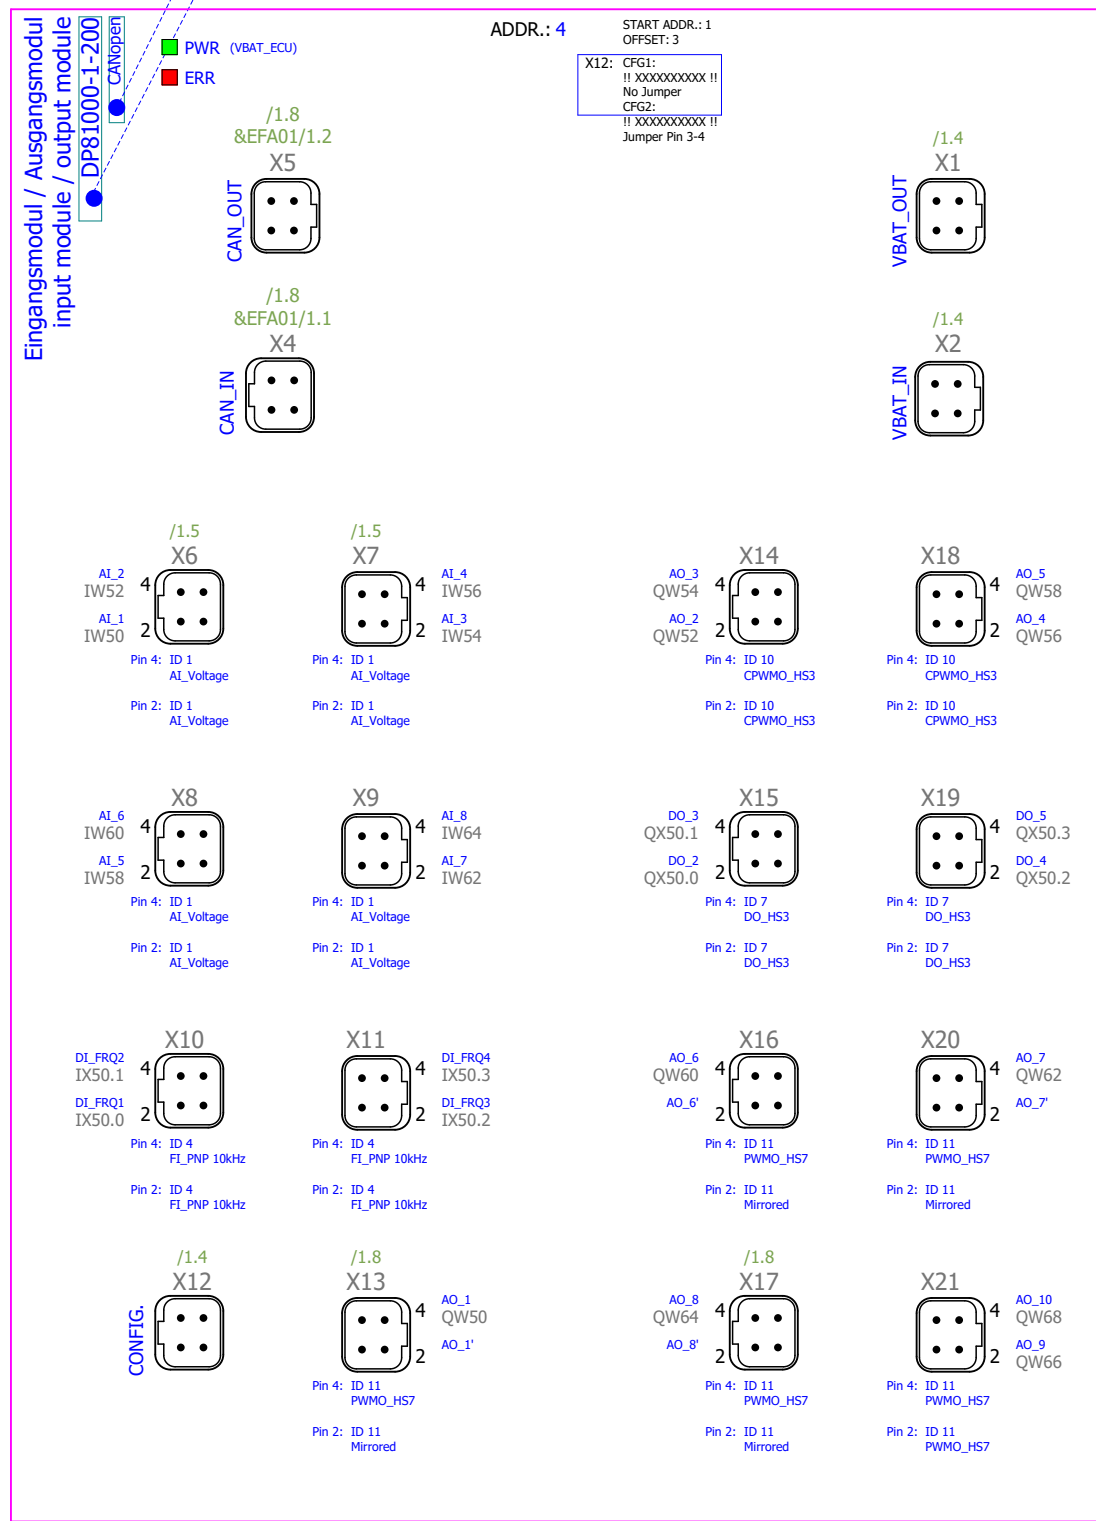 Eingangsmodul / Ausgangsmodul
input module / output module
DP81000-1-200
CANopen
PWR (VBAT_ECU)
ERR
ADDR.: 4
START ADDR.: 1
OFFSET: 3
X12: CFG1:
!! XXXXXXXXXX !!
No Jumper
CFG2:
!! XXXXXXXXXX !!
Jumper Pin 3-4
/1.8
&EFA01/1.2
X5
CAN_OUT
/1.4
X1
VBAT_OUT
/1.8
&EFA01/1.1
X4
CAN_IN
/1.4
X2
VBAT_IN
/1.5
X6
AI_2
IW52
4
AI_1
IW50
2
Pin 4: ID 1
AI_Voltage
Pin 2: ID 1
AI_Voltage
/1.5
X7
4
AI_4
IW56
2
AI_3
IW54
Pin 4: ID 1
AI_Voltage
Pin 2: ID 1
AI_Voltage
X14
AO_3
QW54
4
AO_2
QW52
2
Pin 4: ID 10
CPWMO_HS3
Pin 2: ID 10
CPWMO_HS3
X18
4
AO_5
QW58
2
AO_4
QW56
Pin 4: ID 10
CPWMO_HS3
Pin 2: ID 10
CPWMO_HS3
X8
AI_6
IW60
4
AI_5
IW58
2
Pin 4: ID 1
AI_Voltage
Pin 2: ID 1
AI_Voltage
X9
4
AI_8
IW64
2
AI_7
IW62
Pin 4: ID 1
AI_Voltage
Pin 2: ID 1
AI_Voltage
X15
DO_3
QX50.1
4
DO_2
QX50.0
2
Pin 4: ID 7
DO_HS3
Pin 2: ID 7
DO_HS3
X19
4
DO_5
QX50.3
2
DO_4
QX50.2
Pin 4: ID 7
DO_HS3
Pin 2: ID 7
DO_HS3
X10
DI_FRQ2
IX50.1
4
DI_FRQ1
IX50.0
2
Pin 4: ID 4
FI_PNP 10kHz
Pin 2: ID 4
FI_PNP 10kHz
X11
4
DI_FRQ4
IX50.3
2
DI_FRQ3
IX50.2
Pin 4: ID 4
FI_PNP 10kHz
Pin 2: ID 4
FI_PNP 10kHz
X16
AO_6
QW60
4
AO_6'
2
Pin 4: ID 11
PWMO_HS7
Pin 2: ID 11
Mirrored
X20
4
AO_7
QW62
2
AO_7'
Pin 4: ID 11
PWMO_HS7
Pin 2: ID 11
Mirrored
/1.4
X12
CONFIG.
/1.8
X13
4
AO_1
QW50
2
AO_1'
Pin 4: ID 11
PWMO_HS7
Pin 2: ID 11
Mirrored
/1.8
X17
AO_8
QW64
4
AO_8'
2
Pin 4: ID 11
PWMO_HS7
Pin 2: ID 11
Mirrored
X21
4
AO_10
QW68
2
AO_9
QW66
Pin 4: ID 11
PWMO_HS7
Pin 2: ID 11
PWMO_HS7